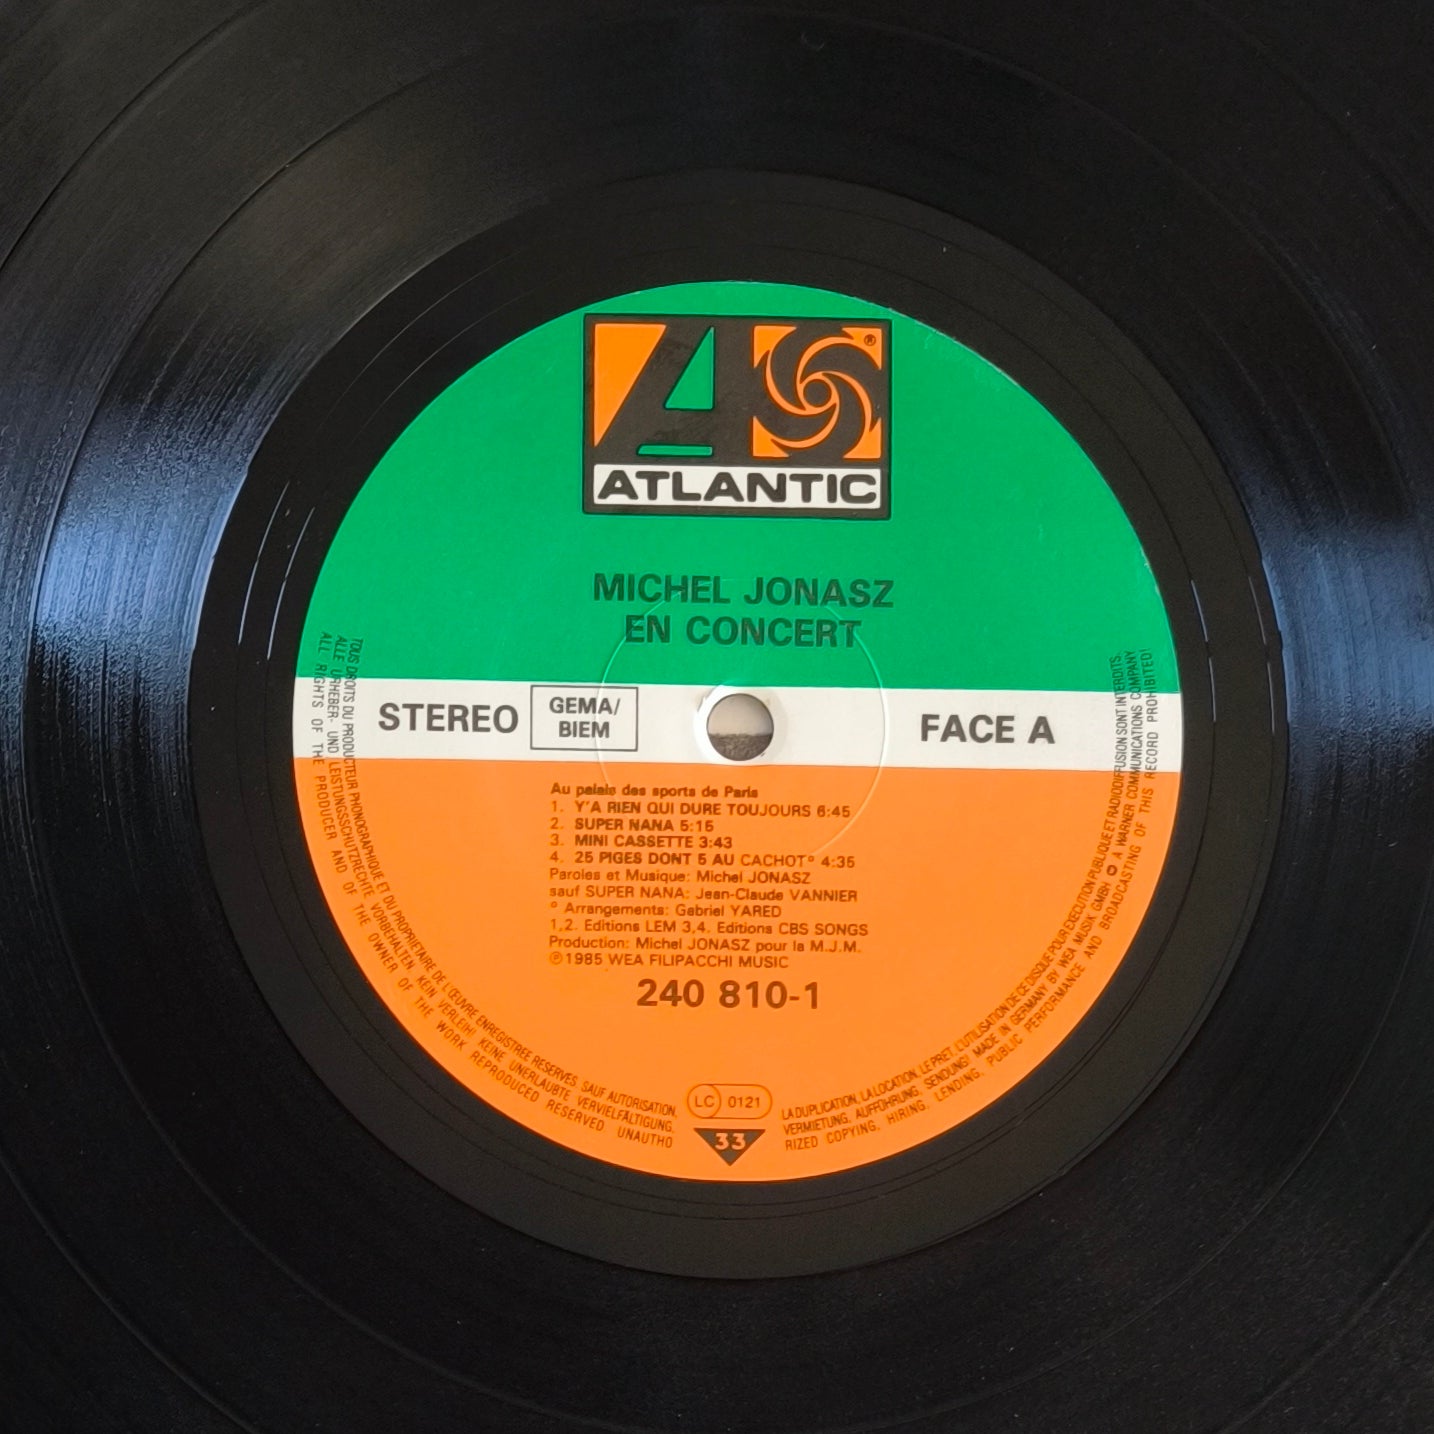 ATLANTIC
®
MICHEL JONASZ
EN CONCERT
STEREO
GEMA/
BIEM
FACE A
Au palais des sports de Paris
1. Y'A RIEN QUI DURE TOUJOURS 6:45
2. SUPER NANA 5:15
3. MINI CASSETTE 3:43
4. 25 PIGES DONT 5 AU CACHOT° 4:35
Paroles et Musique: Michel JONASZ
sauf SUPER NANA: Jean-Claude VANNIER
° Arrangements: Gabriel YARED
1,2. Editions LEM 3,4. Editions CBS SONGS
Production: Michel JONASZ pour la M.J.M.
℗1985 WEA FILIPACCHI MUSIC
240 810-1
LC 0121
33
TOUS DROITS DU PRODUCTEUR PHONOGRAPHIQUE ET DU PROPRIETAIRE DE L'ŒUVRE ENREGISTREE RESERVES. SAUF AUTORISATION, LA DUPLICATION, LA LOCATION, LE PRET, L'UTILISATION DE CE DISQUE POUR EXECUTION PUBLIQUE ET RADIODIFFUSION SONT INTERDITS.
ALLE URHEBER- UND LEISTUNGSSCHUTZRECHTE VORBEHALTEN. KEIN VERLEIH! KEINE UNERLAUBTE VERVIELFÄLTIGUNG, VERMIETUNG, AUFFÜHRUNG, SENDUNG! MADE IN GERMANY BY WEA MUSIK GMBH A WARNER COMMUNICATIONS COMPANY
ALL RIGHTS OF THE PRODUCER AND OF THE OWNER OF THE WORK REPRODUCED RESERVED UNAUTHORIZED COPYING, HIRING, LENDING, PUBLIC PERFORMANCE AND BROADCASTING OF THIS RECORD PROHIBITED!